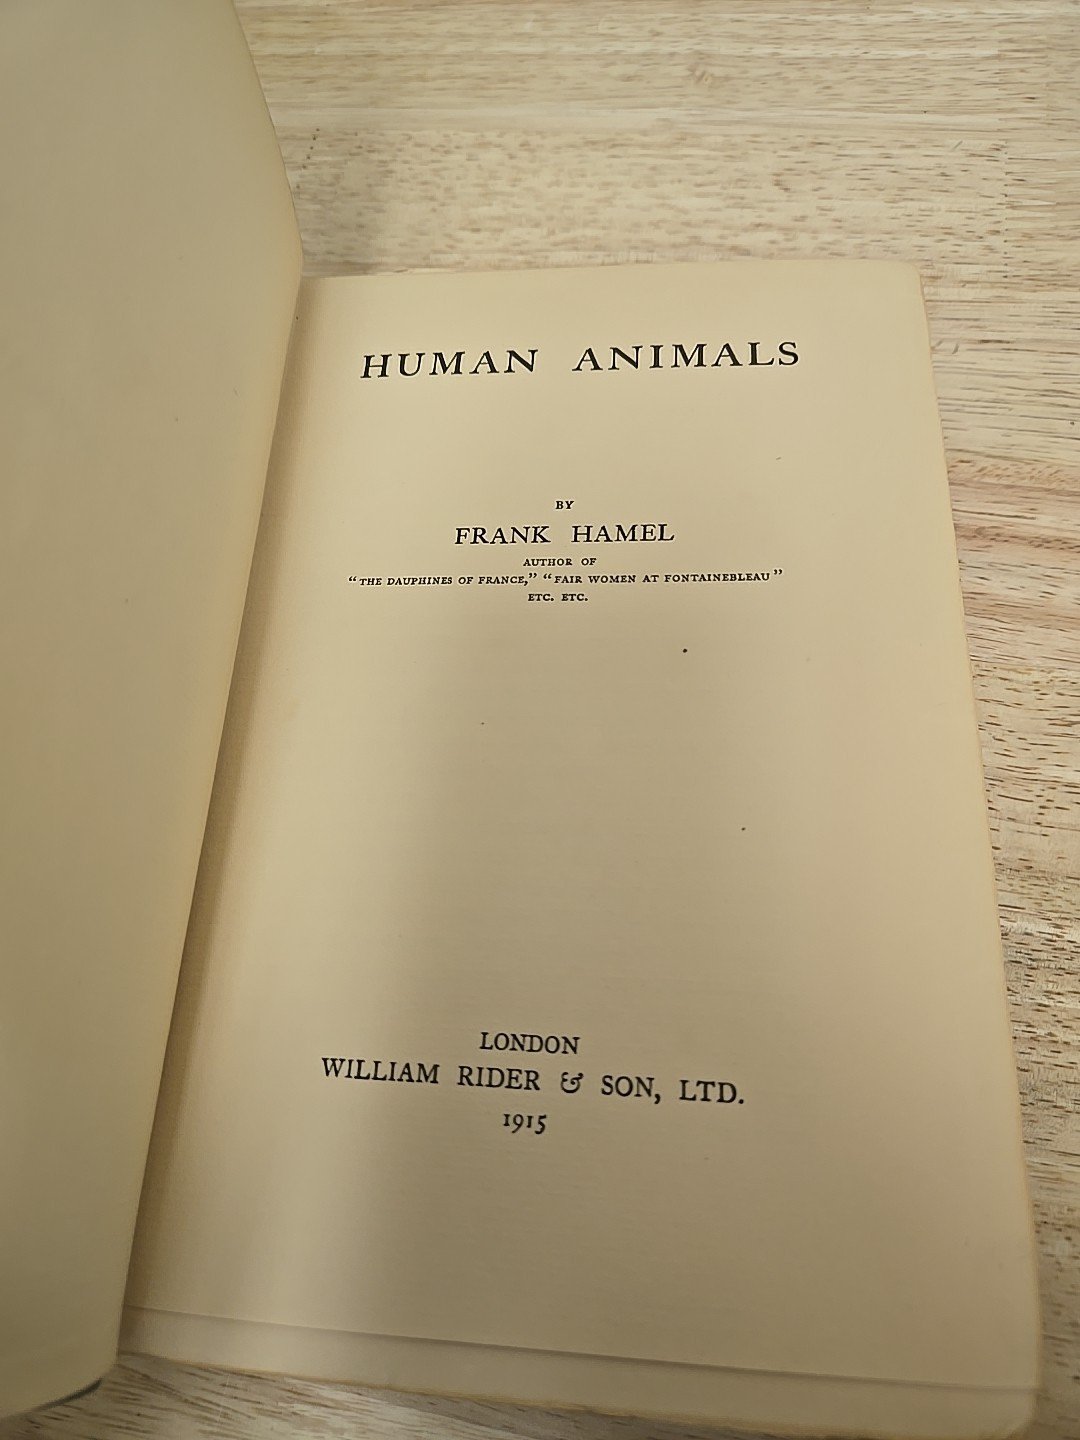 HUMAN ANIMALS
BY
FRANK HAMEL
AUTHOR OF
“THE DAUPHINES OF FRANCE,” “FAIR WOMEN AT FONTAINEBLEAU”
ETC. ETC.
LONDON
WILLIAM RIDER & SON, LTD.
1915